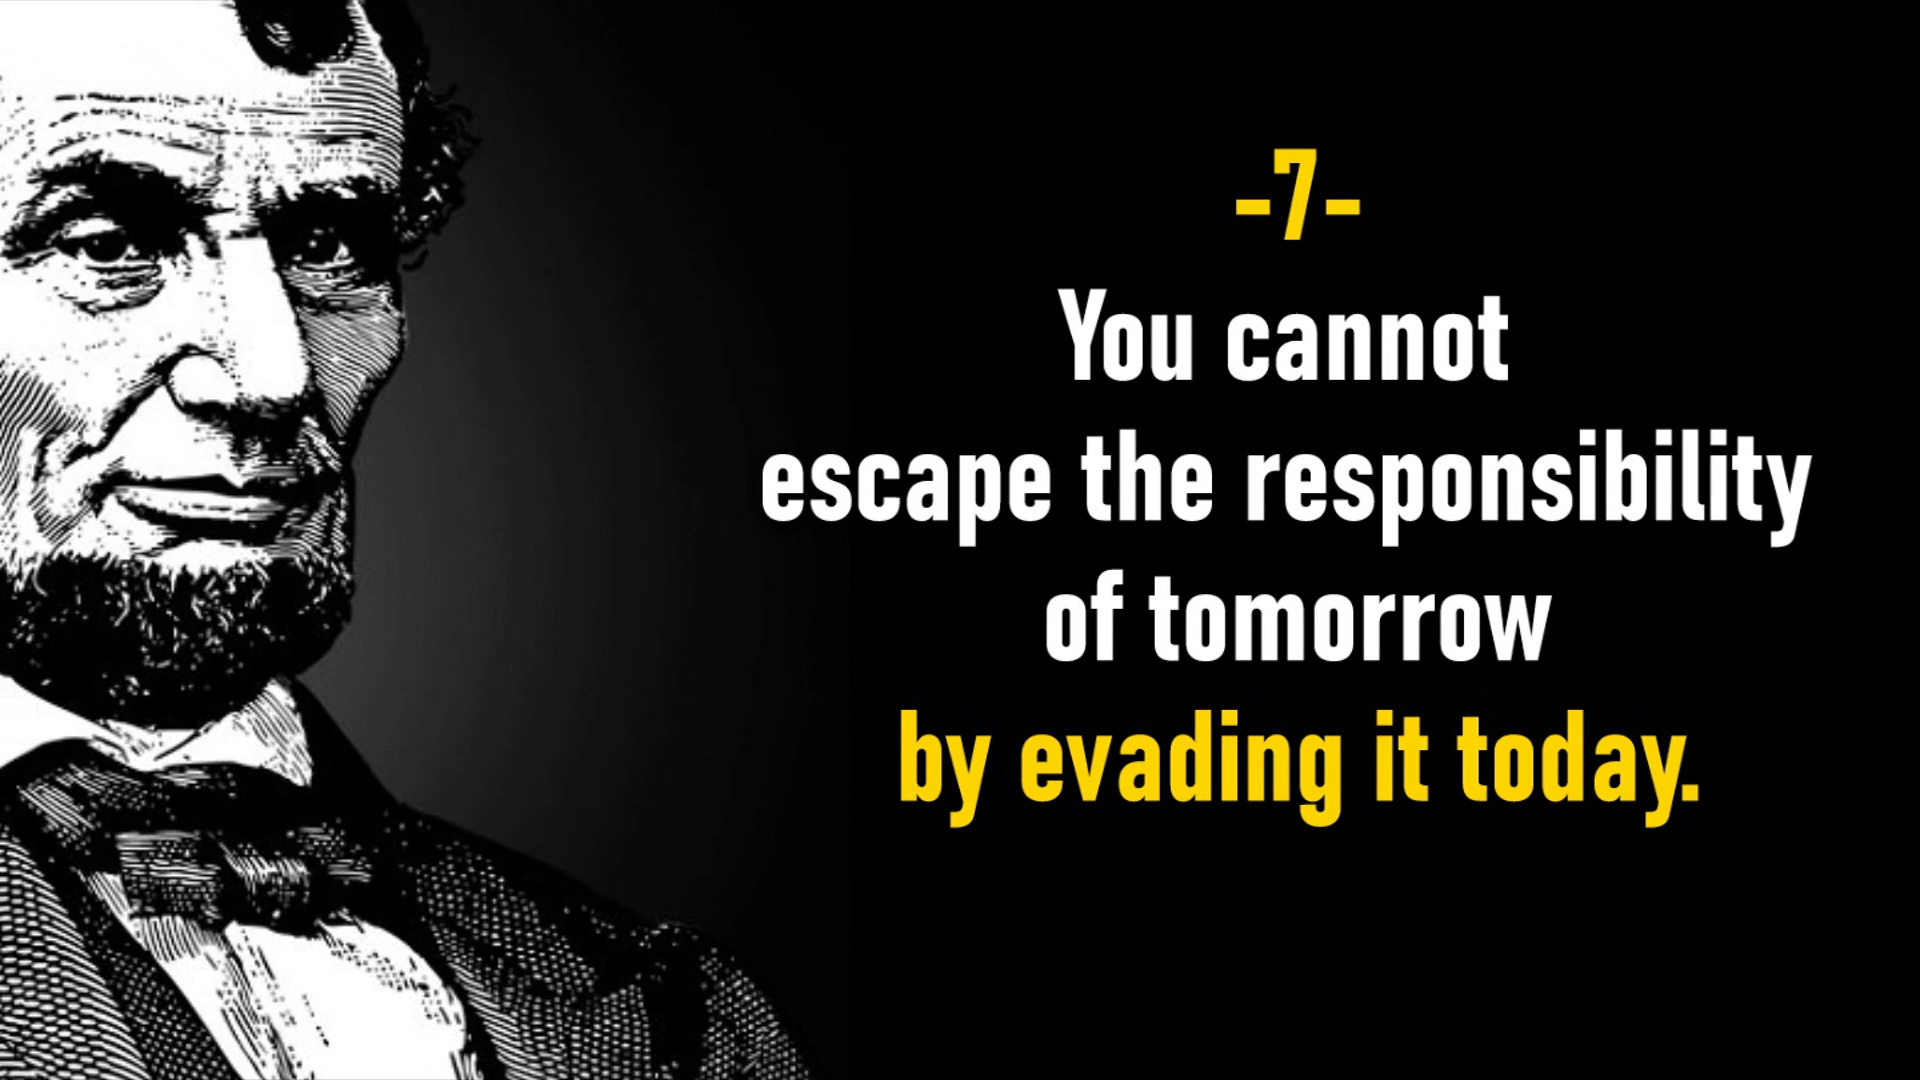 -7-
You cannot
escape the responsibility
of tomorrow
by evading it today.